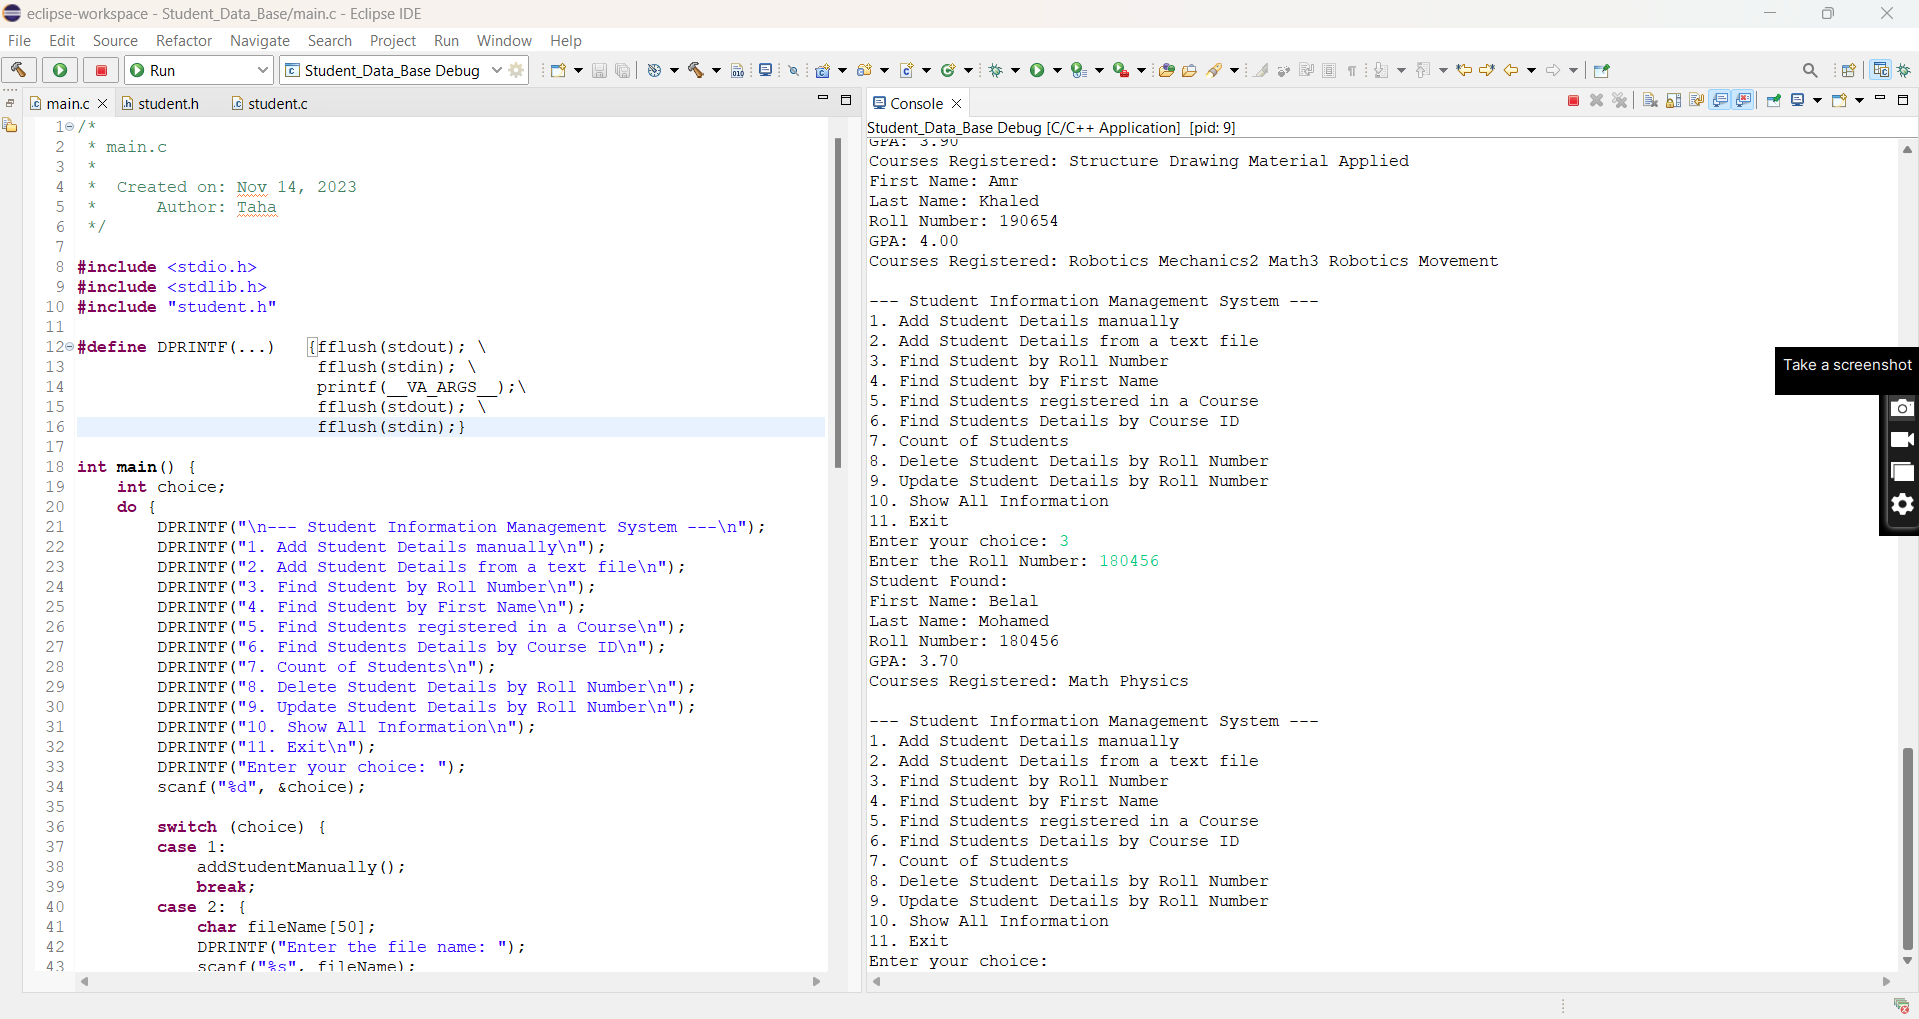 eclipse-workspace - Student_Data_Base/main.c - Eclipse IDE
File Edit Source Refactor Navigate Search Project Run Window Help
Run
Student_Data_Base Debug
main.c
student.h
student.c
1 /*
2  * main.c
3  *
4  *  Created on: Nov 14, 2023
5  *      Author: Taha
6  */
7
8 #include <stdio.h>
9 #include <stdlib.h>
10 #include "student.h"
11
12 #define DPRINTF(...)   {fflush(stdout); \
13                         fflush(stdin); \
14                         printf(__VA_ARGS__);\
15                         fflush(stdout); \
16                         fflush(stdin);}
17
18 int main() {
19     int choice;
20     do {
21         DPRINTF("\n--- Student Information Management System ---\n");
22         DPRINTF("1. Add Student Details manually\n");
23         DPRINTF("2. Add Student Details from a text file\n");
24         DPRINTF("3. Find Student by Roll Number\n");
25         DPRINTF("4. Find Student by First Name\n");
26         DPRINTF("5. Find Students registered in a Course\n");
27         DPRINTF("6. Find Students Details by Course ID\n");
28         DPRINTF("7. Count of Students\n");
29         DPRINTF("8. Delete Student Details by Roll Number\n");
30         DPRINTF("9. Update Student Details by Roll Number\n");
31         DPRINTF("10. Show All Information\n");
32         DPRINTF("11. Exit\n");
33         DPRINTF("Enter your choice: ");
34         scanf("%d", &choice);
35
36         switch (choice) {
37         case 1:
38             addStudentManually();
39             break;
40         case 2: {
41             char fileName[50];
42             DPRINTF("Enter the file name: ");
43             scanf("%s", fileName);
Console
Student_Data_Base Debug [C/C++ Application] [pid: 9]
GPA: 3.90
Courses Registered: Structure Drawing Material Applied
First Name: Amr
Last Name: Khaled
Roll Number: 190654
GPA: 4.00
Courses Registered: Robotics Mechanics2 Math3 Robotics Movement
--- Student Information Management System ---
1. Add Student Details manually
2. Add Student Details from a text file
3. Find Student by Roll Number
4. Find Student by First Name
5. Find Students registered in a Course
6. Find Students Details by Course ID
7. Count of Students
8. Delete Student Details by Roll Number
9. Update Student Details by Roll Number
10. Show All Information
11. Exit
Enter your choice: 3
Enter the Roll Number: 180456
Student Found:
First Name: Belal
Last Name: Mohamed
Roll Number: 180456
GPA: 3.70
Courses Registered: Math Physics
--- Student Information Management System ---
1. Add Student Details manually
2. Add Student Details from a text file
3. Find Student by Roll Number
4. Find Student by First Name
5. Find Students registered in a Course
6. Find Students Details by Course ID
7. Count of Students
8. Delete Student Details by Roll Number
9. Update Student Details by Roll Number
10. Show All Information
11. Exit
Enter your choice:
Take a screenshot